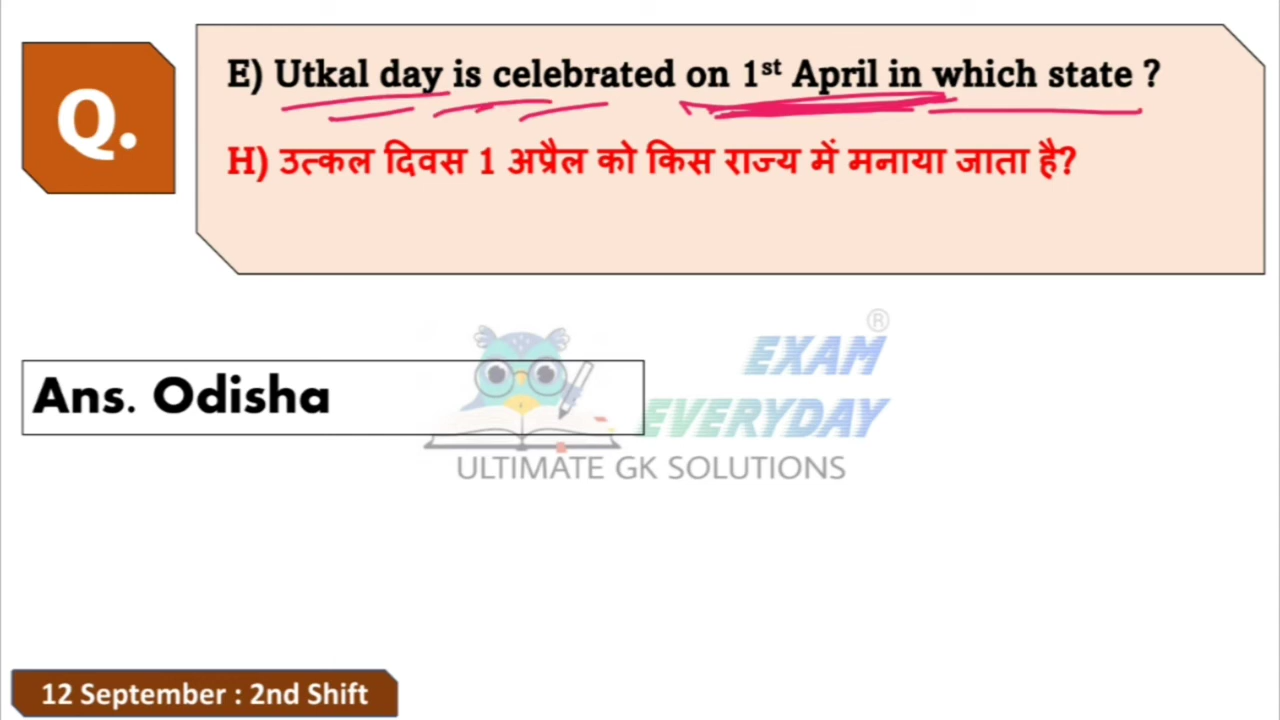 Q.
E) Utkal day is celebrated on 1st April in which state ?
H) उत्कल दिवस 1 अप्रैल को किस राज्य में मनाया जाता है?
Ans. Odisha
EXAM ®
EVERYDAY
ULTIMATE GK SOLUTIONS
12 September : 2nd Shift